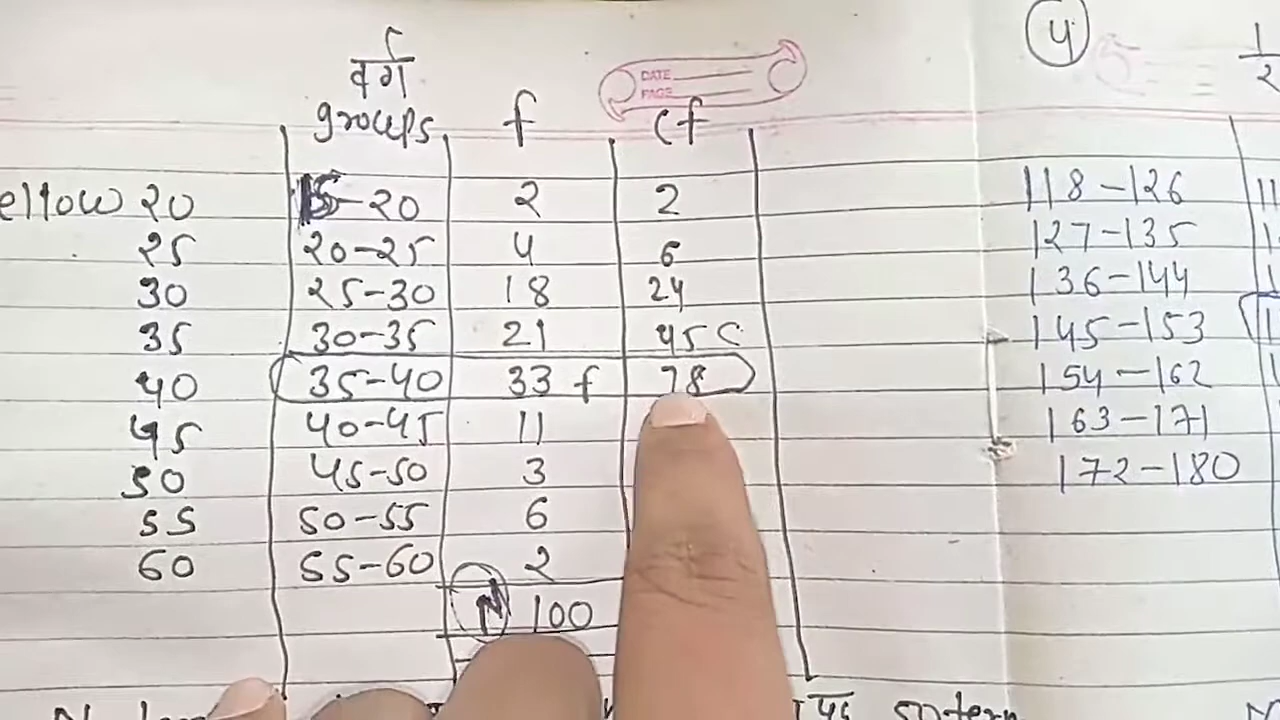 वर्ग
groups f cf
DATE
PAGE
ellow 20 15-20 2 2
25 20-25 4 6
30 25-30 18 24
35 30-35 21 45 C
40 35-40 33 f 78
45 40-45 11
50 45-50 3
55 50-55 6
60 55-60 2
N 100
4
1
2
118-126
127-135
136-144
145-153
154-162
163-171
172-180